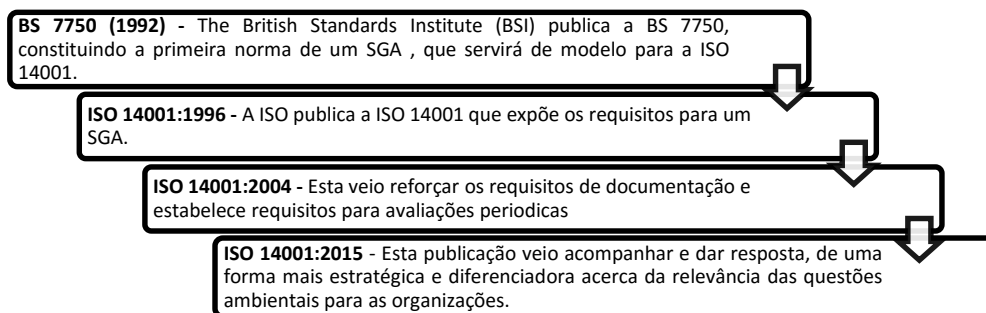 BS 7750 (1992) - The British Standards Institute (BSI) publica a BS 7750,
constituindo a primeira norma de um SGA , que servirá de modelo para a ISO
14001.
ISO 14001:1996 - A ISO publica a ISO 14001 que expõe os requisitos para um
SGA.
ISO 14001:2004 - Esta veio reforçar os requisitos de documentação e
estabelece requisitos para avaliações periodicas
ISO 14001:2015 - Esta publicação veio acompanhar e dar resposta, de uma
forma mais estratégica e diferenciadora acerca da relevância das questões
ambientais para as organizações.